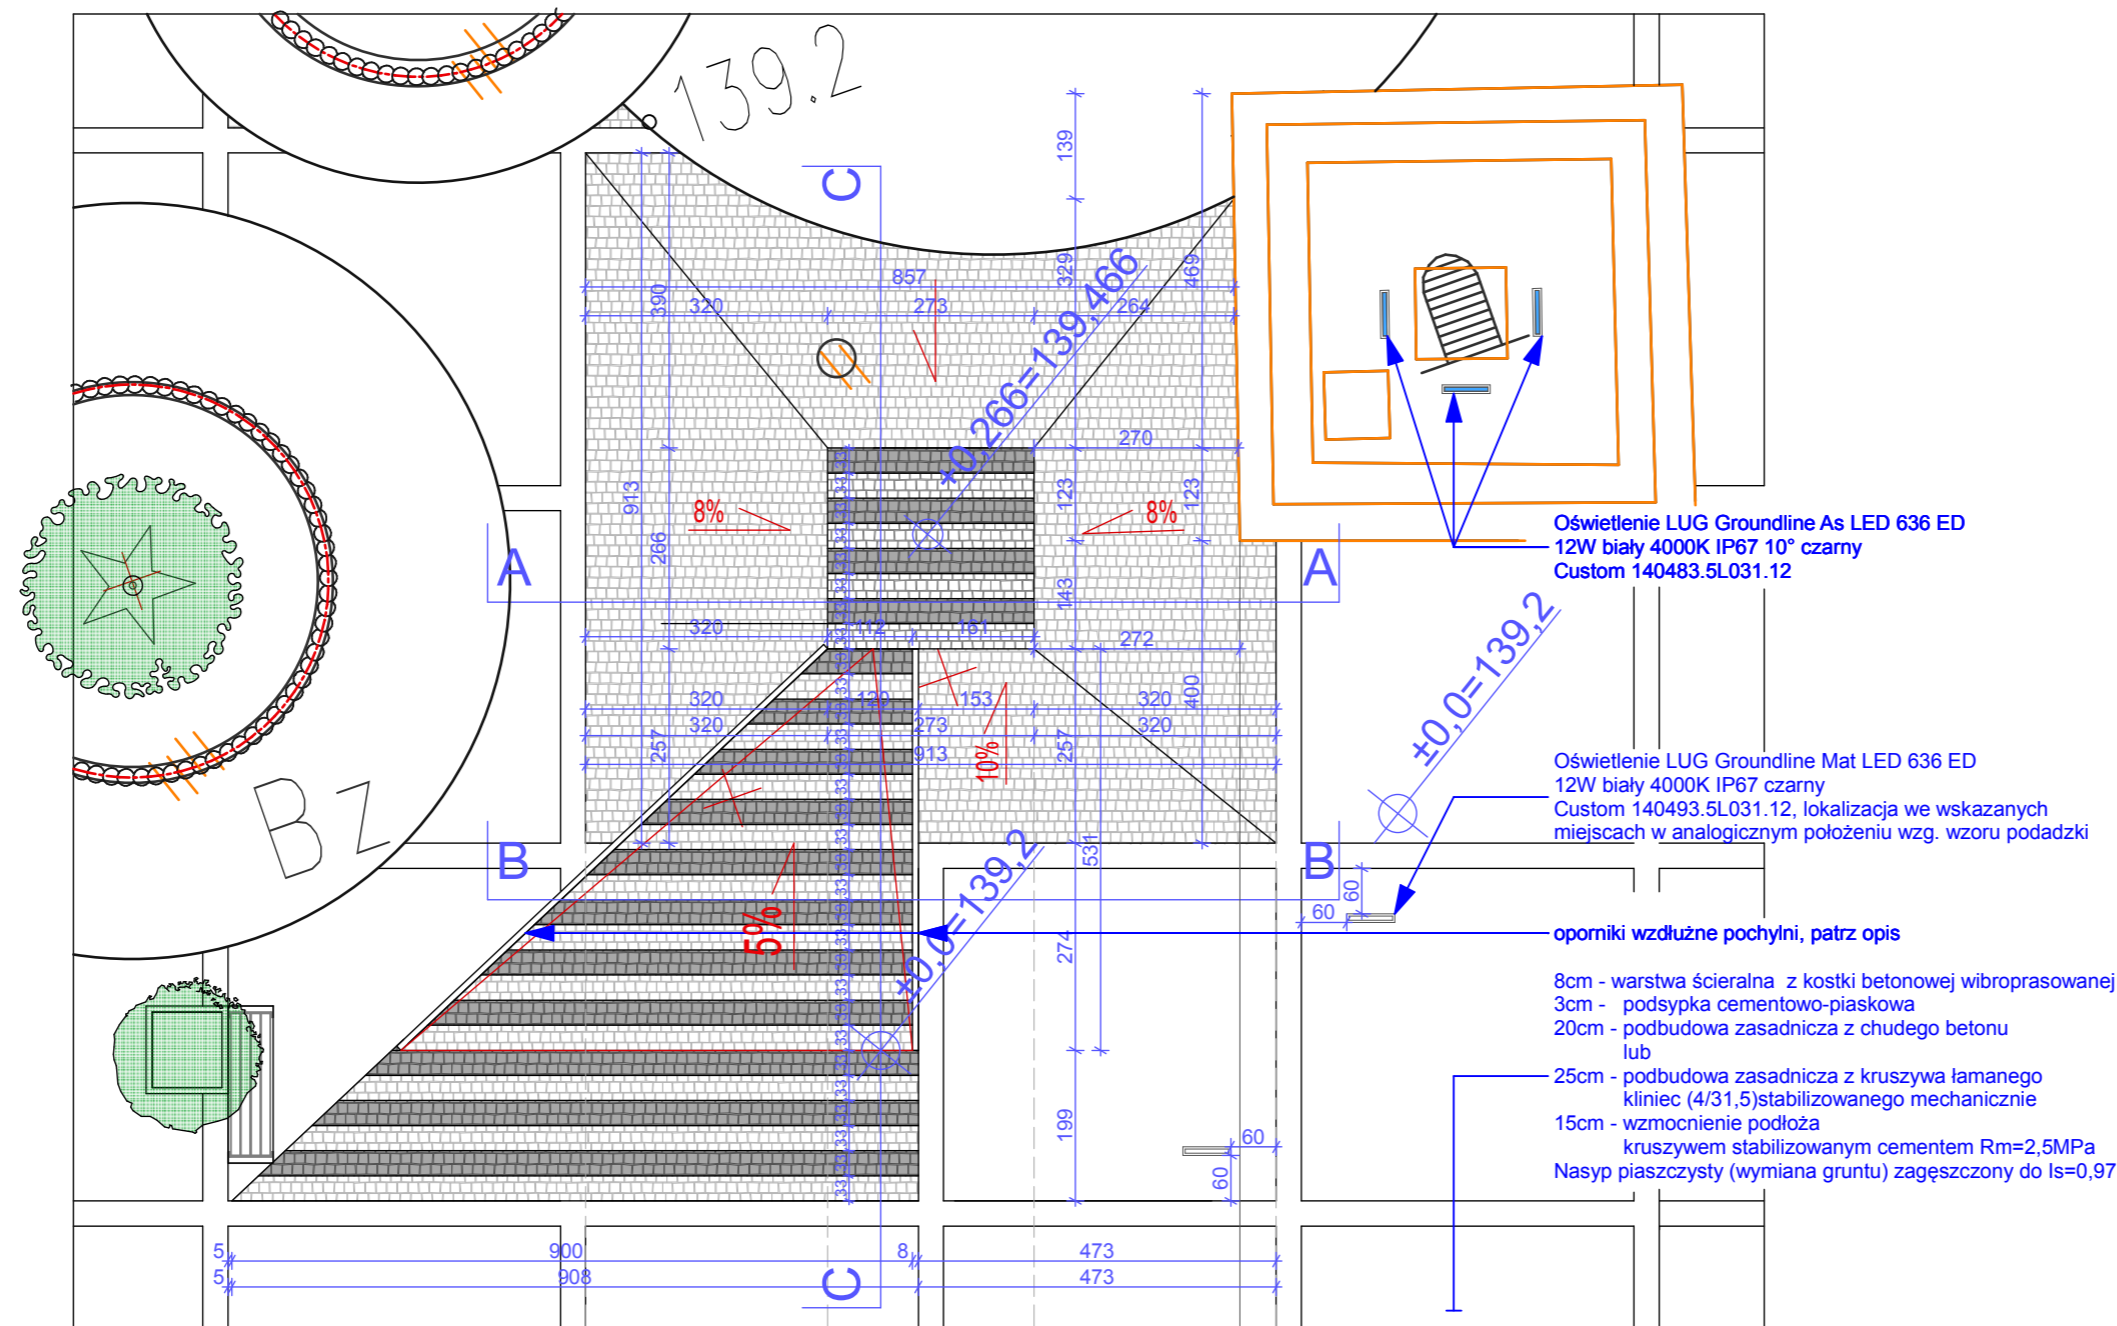 139.2
C
139
329
469
857
390
320
273
264
+0,266=139,466
270
913
8%
8%
123
123
266
A
A
143
Oświetlenie LUG Groundline As LED 636 ED
12W biały 4000K IP67 10° czarny
Custom 140483.5L031.12
320
112
161
272
±0,0=139,2
320
120
153
320
400
320
273
320
257
913
10%
257
Oświetlenie LUG Groundline Mat LED 636 ED
12W biały 4000K IP67 czarny
Custom 140493.5L031.12, lokalizacja we wskazanych
miejscach w analogicznym położeniu wzg. wzoru podadzki
Bz
B
B
531
60
60
5%
±0,0=139,2
274
oporniki wzdłużne pochylni, patrz opis
8cm - warstwa ścieralna z kostki betonowej wibroprasowanej
3cm - podsypka cementowo-piaskowa
20cm - podbudowa zasadnicza z chudego betonu
lub
25cm - podbudowa zasadnicza z kruszywa łamanego
kliniec (4/31,5)stabilizowanego mechanicznie
15cm - wzmocnienie podłoża
kruszywem stabilizowanym cementem Rm=2,5MPa
Nasyp piaszczysty (wymiana gruntu) zagęszczony do Is=0,97
199
60
60
5
900
8
473
5
908
473
C